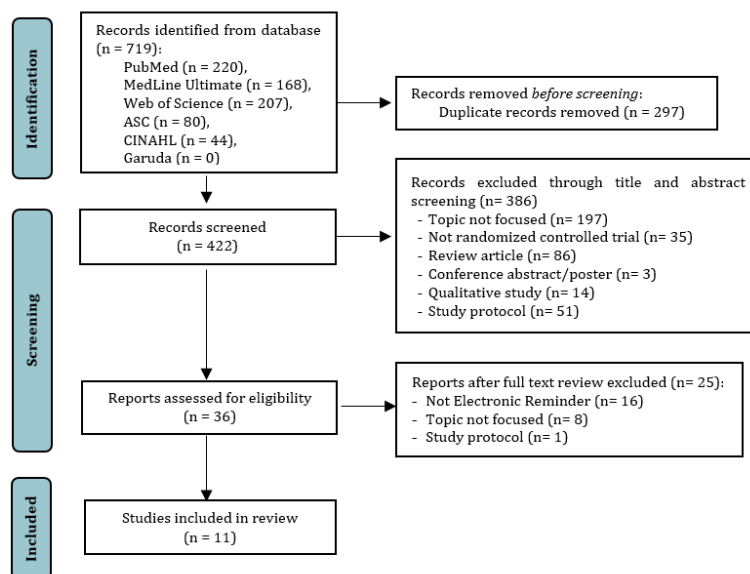 Identification
Records identified from database
(n = 719):
PubMed (n = 220),
MedLine Ultimate (n = 168),
Web of Science (n = 207),
ASC (n = 80),
CINAHL (n = 44),
Garuda (n = 0)
Records removed before screening:
Duplicate records removed (n = 297)
Screening
Records screened
(n = 422)
Records excluded through title and abstract
screening (n= 386)
- Topic not focused (n= 197)
- Not randomized controlled trial (n= 35)
- Review article (n= 86)
- Conference abstract/poster (n= 3)
- Qualitative study (n= 14)
- Study protocol (n= 51)
Reports assessed for eligibility
(n = 36)
Reports after full text review excluded (n= 25):
- Not Electronic Reminder (n= 16)
- Topic not focused (n= 8)
- Study protocol (n= 1)
Included
Studies included in review
(n = 11)